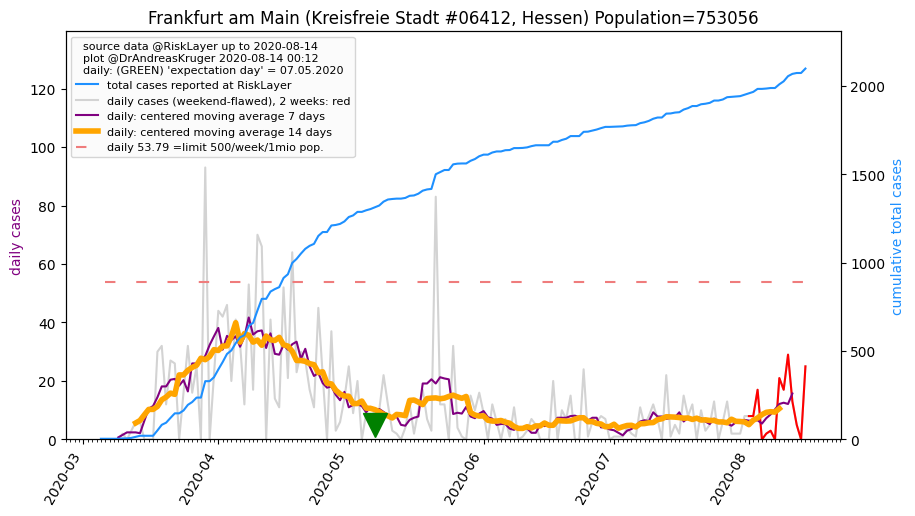 Frankfurt am Main (Kreisfreie Stadt #06412, Hessen) Population=753056
source data @RiskLayer up to 2020-08-14
plot @DrAndreasKruger 2020-08-14 00:12
daily: (GREEN) 'expectation day' = 07.05.2020
total cases reported at RiskLayer
daily cases (weekend-flawed), 2 weeks: red
daily: centered moving average 7 days
daily: centered moving average 14 days
daily 53.79 =limit 500/week/1mio pop.
daily cases
120
100
80
60
40
20
0
cumulative total cases
2000
1500
1000
500
0
2020-03
2020-04
2020-05
2020-06
2020-07
2020-08